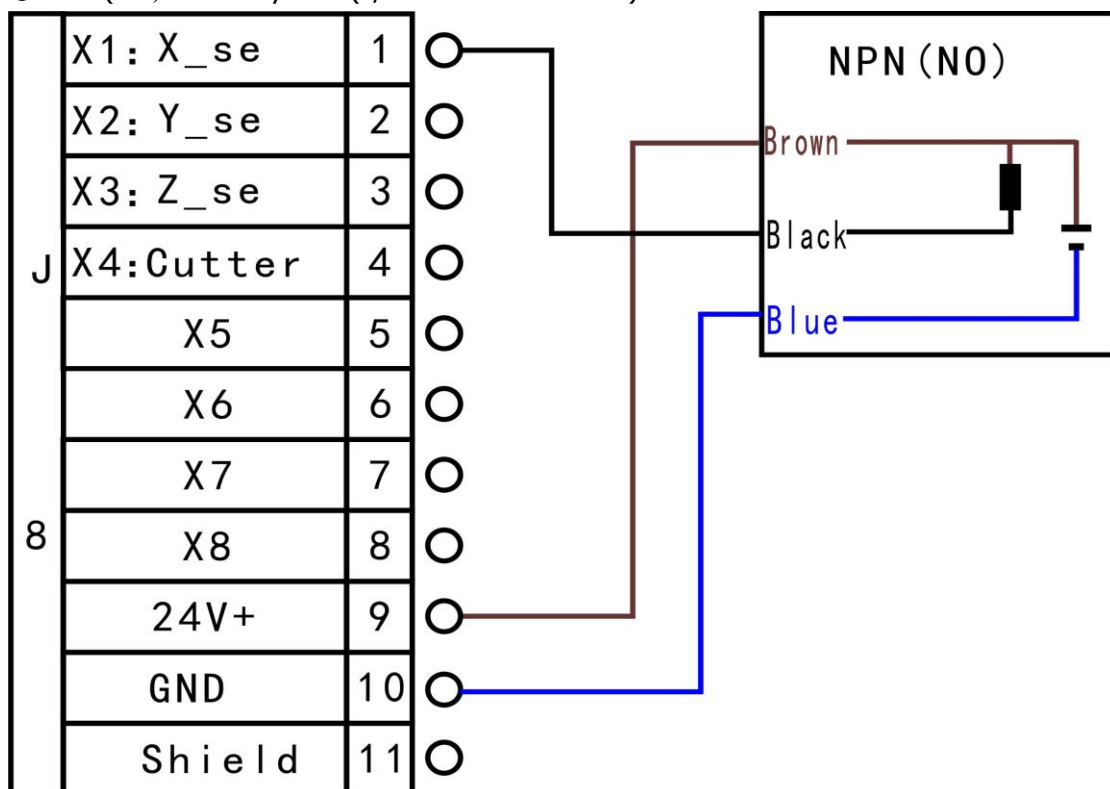 X1: X_se 1
X2: Y_se 2
X3: Z_se 3
X4:Cutter 4
X5 5
X6 6
X7 7
X8 8
24V+ 9
GND 10
Shield 11
J
8
NPN(NO)
Brown
Black
Blue